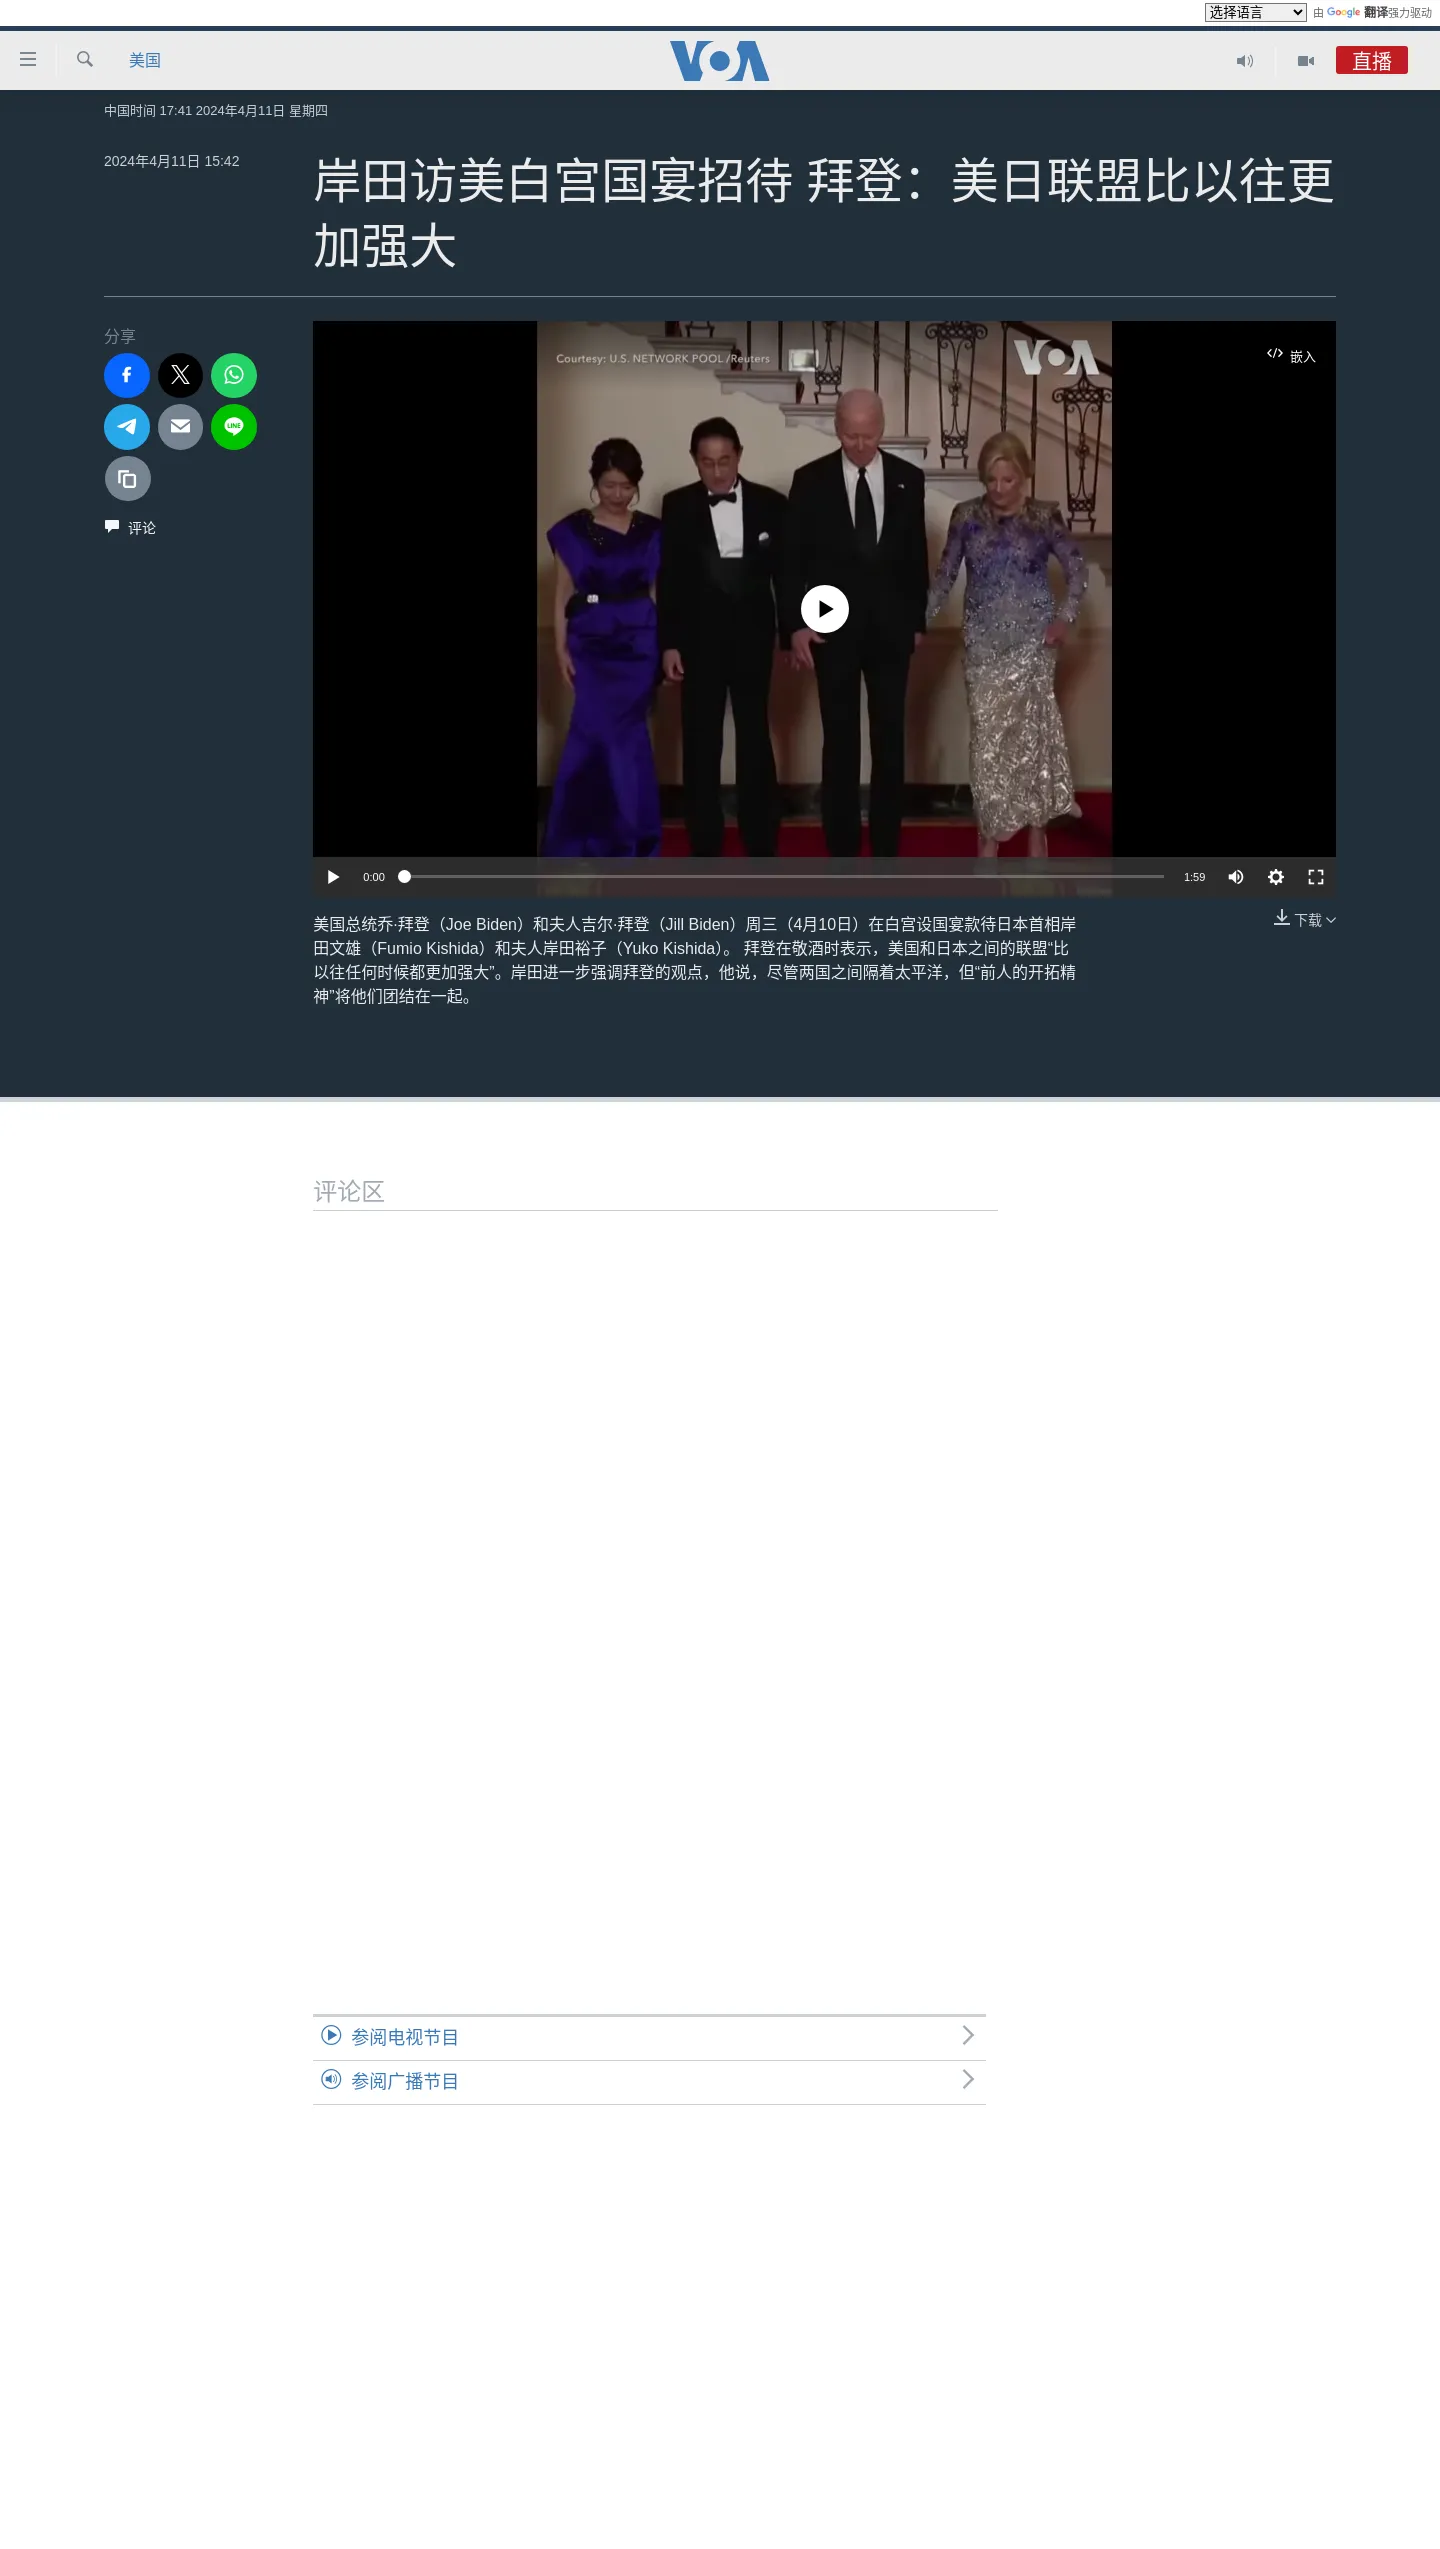 选择语言 由 Google 翻译强力驱动
美国 VOA 直播
中国时间 17:41 2024年4月11日 星期四
2024年4月11日 15:42
岸田访美白宫国宴招待 拜登：美日联盟比以往更
加强大
分享
Courtesy: U.S. NETWORK POOL /Reuters
VOA
嵌入
LINE
评论
0:00 1:59
美国总统乔·拜登（Joe Biden）和夫人吉尔·拜登（Jill Biden）周三（4月10日）在白宫设国宴款待日本首相岸
田文雄（Fumio Kishida）和夫人岸田裕子（Yuko Kishida）。 拜登在敬酒时表示，美国和日本之间的联盟“比
以往任何时候都更加强大”。岸田进一步强调拜登的观点，他说，尽管两国之间隔着太平洋，但“前人的开拓精
神”将他们团结在一起。
下载
评论区
参阅电视节目
参阅广播节目